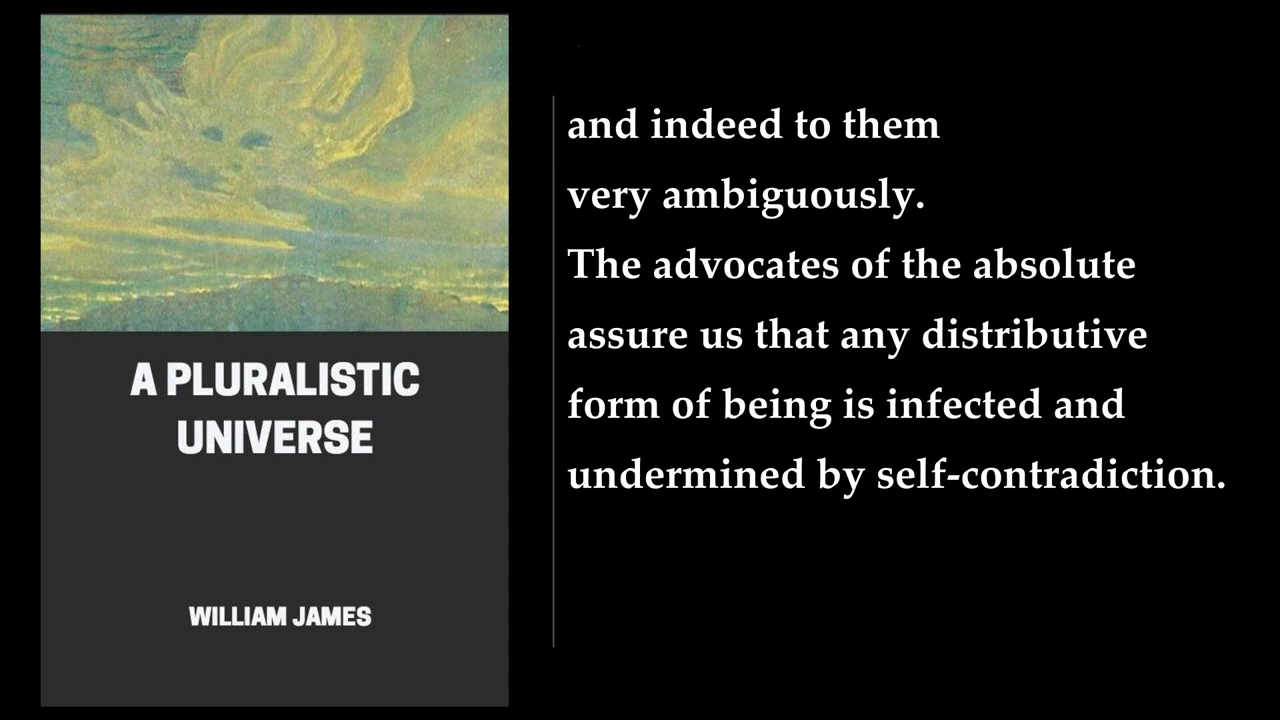 A PLURALISTIC
UNIVERSE
WILLIAM JAMES
and indeed to them
very ambiguously.
The advocates of the absolute
assure us that any distributive
form of being is infected and
undermined by self-contradiction.